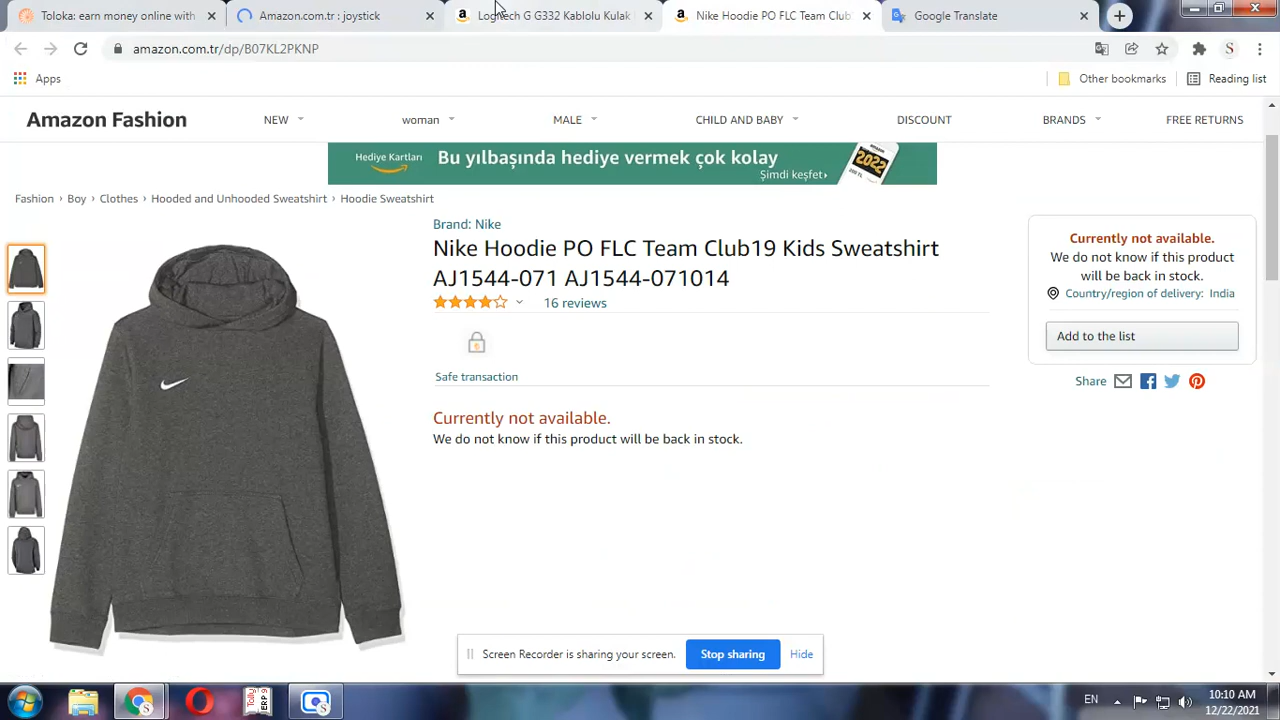 Toloka: earn money online with
Amazon.com.tr : joystick
Logitech G G332 Kablolu Kulak
Nike Hoodie PO FLC Team Club
Google Translate
amazon.com.tr/dp/B07KL2PKNP
S
Apps
Other bookmarks
Reading list
Amazon Fashion
NEW
woman
MALE
CHILD AND BABY
DISCOUNT
BRANDS
FREE RETURNS
Hediye Kartları
Bu yılbaşında hediye vermek çok kolay
Şimdi keşfet›
2022
Fashion › Boy › Clothes › Hooded and Unhooded Sweatshirt › Hoodie Sweatshirt
Brand: Nike
Nike Hoodie PO FLC Team Club19 Kids Sweatshirt
AJ1544-071 AJ1544-071014
16 reviews
Safe transaction
Currently not available.
We do not know if this product will be back in stock.
Currently not available.
We do not know if this product
will be back in stock.
Country/region of delivery: India
Add to the list
Share
Screen Recorder is sharing your screen.
Stop sharing
Hide
Tally
ERP 9
EN
10:10 AM
12/22/2021